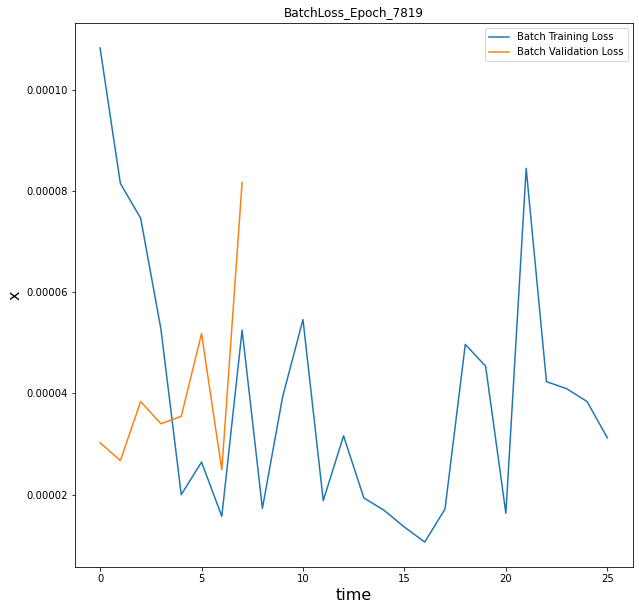 BatchLoss_Epoch_7819
Batch Training Loss
Batch Validation Loss
0.00010
0.00008
0.00006
0.00004
0.00002
x
0 5 10 15 20 25
time